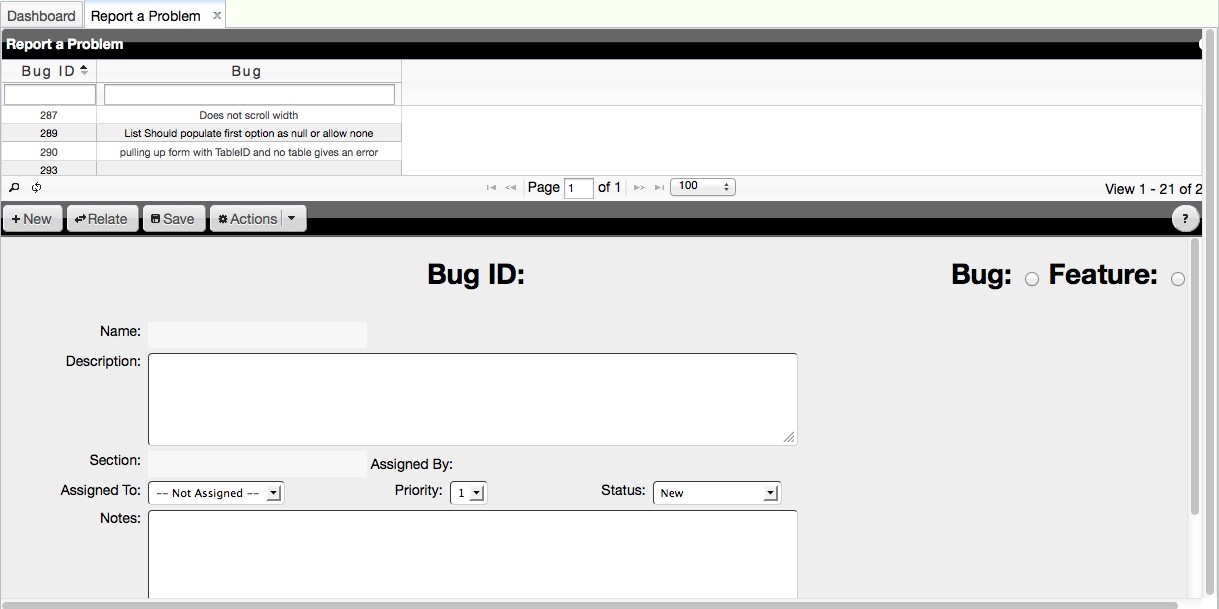 Dashboard Report a Problem x
Report a Problem
Bug ID Bug
287 Does not scroll width
289 List Should populate first option as null or allow none
290 pulling up form with TableID and no table gives an error
293
Page 1 of 1 100 View 1 - 21 of 2
+ New Relate Save Actions ?
Bug ID: Bug: Feature:
Name:
Description:
Section: Assigned By:
Assigned To: -- Not Assigned -- Priority: 1 Status: New
Notes: